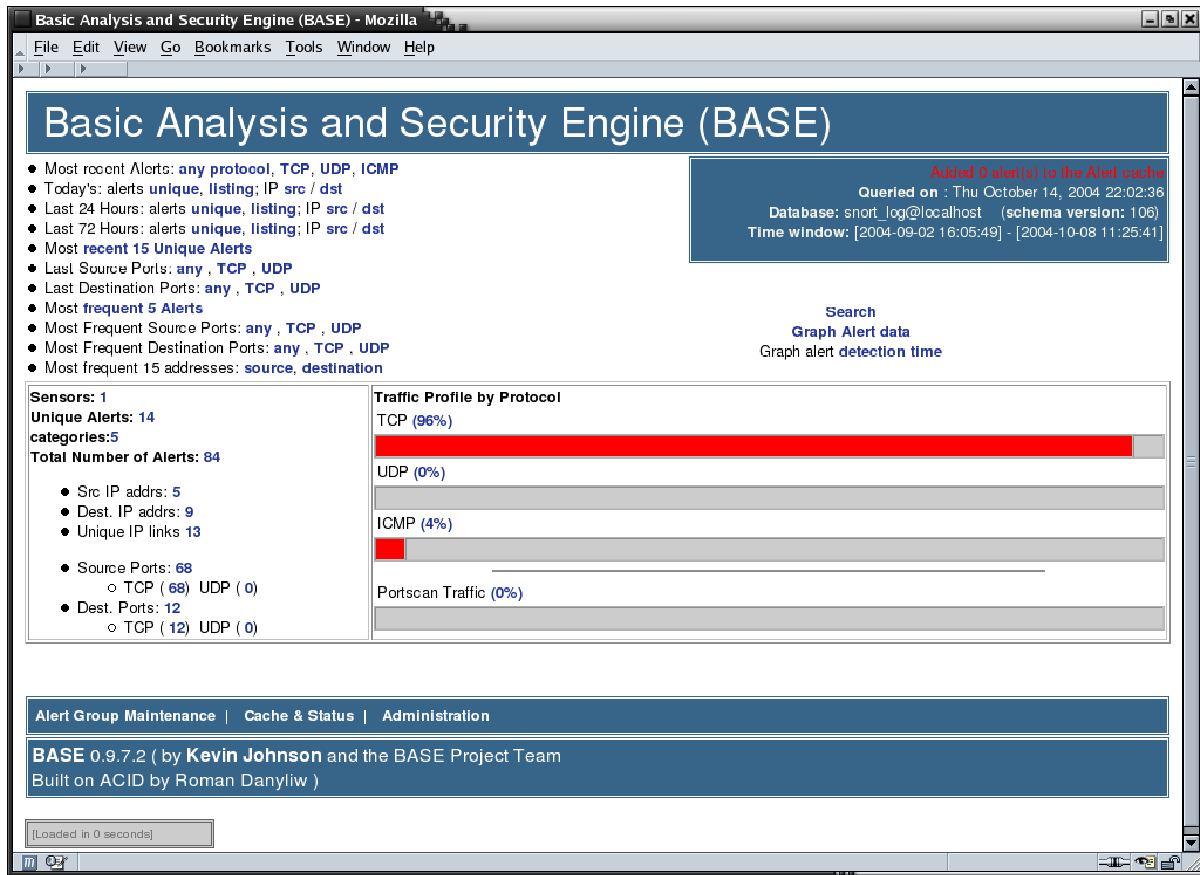 Basic Analysis and Security Engine (BASE) - Mozilla
File Edit View Go Bookmarks Tools Window Help
Basic Analysis and Security Engine (BASE)
Most recent Alerts: any protocol, TCP, UDP, ICMP
Today's: alerts unique, listing; IP src / dst
Last 24 Hours: alerts unique, listing; IP src / dst
Last 72 Hours: alerts unique, listing; IP src / dst
Most recent 15 Unique Alerts
Last Source Ports: any , TCP , UDP
Last Destination Ports: any , TCP , UDP
Most frequent 5 Alerts
Most Frequent Source Ports: any , TCP , UDP
Most Frequent Destination Ports: any , TCP , UDP
Most frequent 15 addresses: source, destination
Added 0 alert(s) to the Alert cache
Queried on : Thu October 14, 2004 22:02:36
Database: snort_log@localhost (schema version: 106)
Time window: [2004-09-02 16:05:49] - [2004-10-08 11:25:41]
Search
Graph Alert data
Graph alert detection time
Sensors: 1
Unique Alerts: 14
categories:5
Total Number of Alerts: 84
Src IP addrs: 5
Dest. IP addrs: 9
Unique IP links 13
Source Ports: 68
TCP ( 68) UDP ( 0)
Dest. Ports: 12
TCP ( 12) UDP ( 0)
Traffic Profile by Protocol
TCP (96%)
UDP (0%)
ICMP (4%)
Portscan Traffic (0%)
Alert Group Maintenance | Cache & Status | Administration
BASE 0.9.7.2 ( by Kevin Johnson and the BASE Project Team
Built on ACID by Roman Danyliw )
[Loaded in 0 seconds]
m